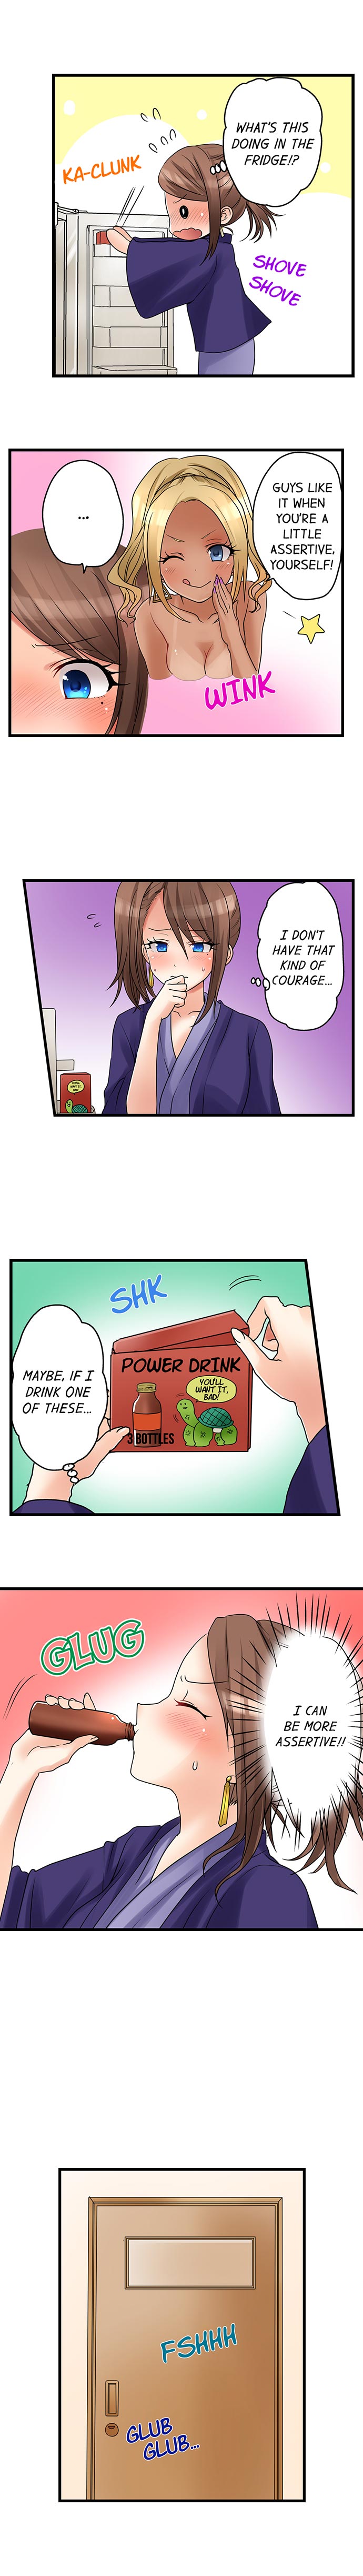 WHAT'S THIS
DOING IN THE
FRIDGE!?
KA-CLUNK
SHOVE
SHOVE
GUYS LIKE
IT WHEN
YOU'RE A
LITTLE
ASSERTIVE,
YOURSELF!
...
WINK
I DON'T
HAVE THAT
KIND OF
COURAGE...
SHK
POWER DRINK
YOU'LL
WANT IT,
BAD!
3 BOTTLES
MAYBE, IF I
DRINK ONE
OF THESE...
GLUG
I CAN
BE MORE
ASSERTIVE!!
FSHHH
GLUB
GLUB...